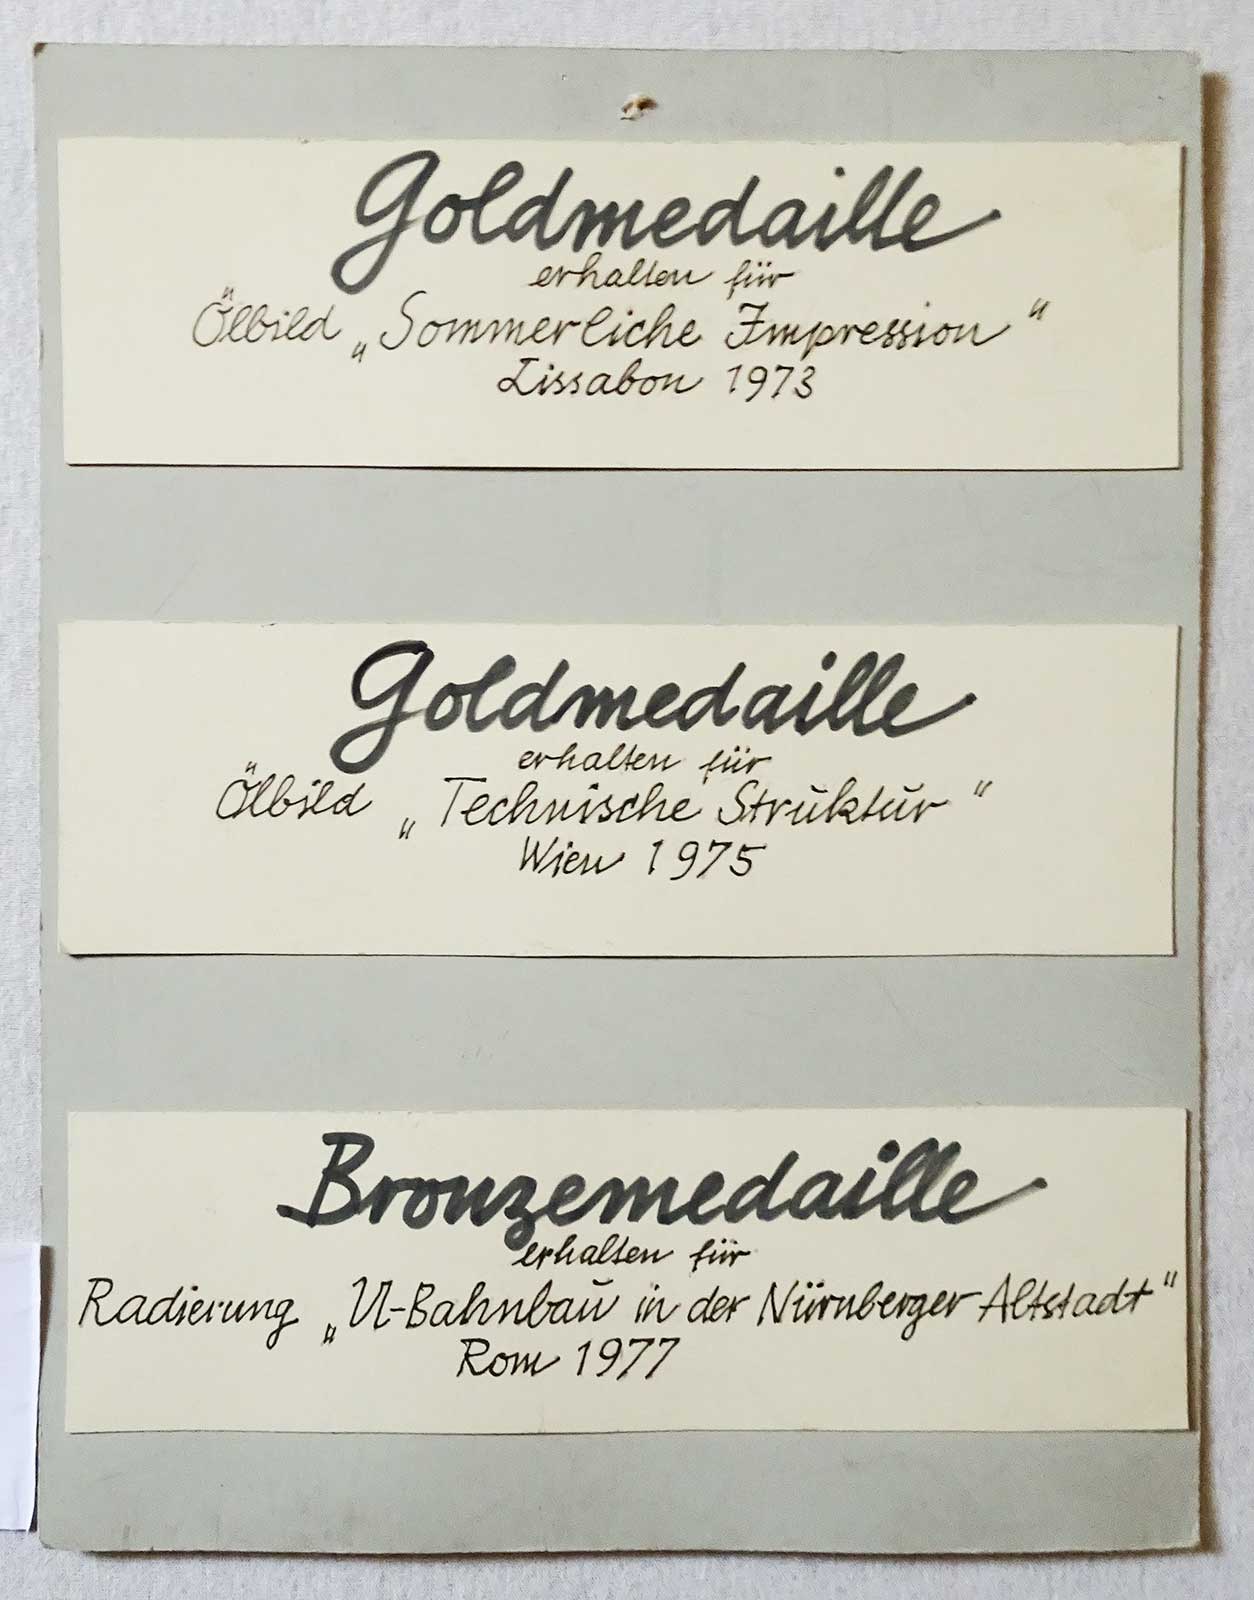 Goldmedaille
erhalten für
Ölbild „Sommerliche Impression“
Lissabon 1973
Goldmedaille
erhalten für
Ölbild „Technische Struktur“
Wien 1975
Bronzemedaille
erhalten für
Radierung „U-Bahnbau in der Nürnberger Altstadt“
Rom 1977